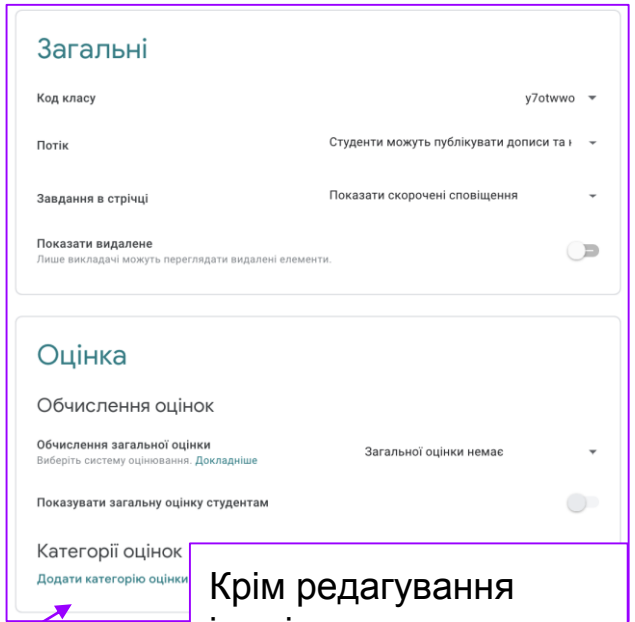 Загальні
Код класу y7otwwo
Потік Студенти можуть публікувати дописи та
Завдання в стрічці Показати скорочені сповіщення
Показати видалене
Лише викладачі можуть переглядати видалені елементи.
Оцінка
Обчислення оцінок
Обчислення загальної оцінки Загальної оцінки немає
Виберіть систему оцінювання. Докладніше
Показувати загальну оцінку студентам
Категорії оцінок
Додати категорію оцінки
Крім редагування